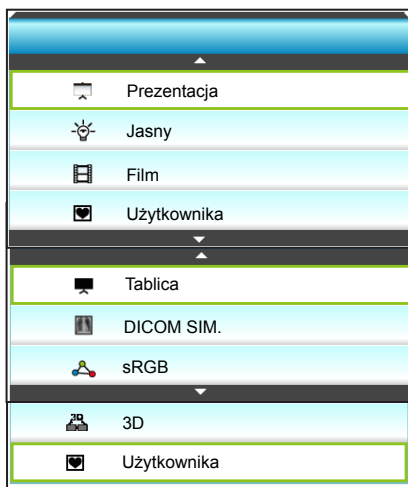 Prezentacja
Jasny
Film
Użytkownika
Tablica
DICOM SIM.
sRGB
3D
Użytkownika